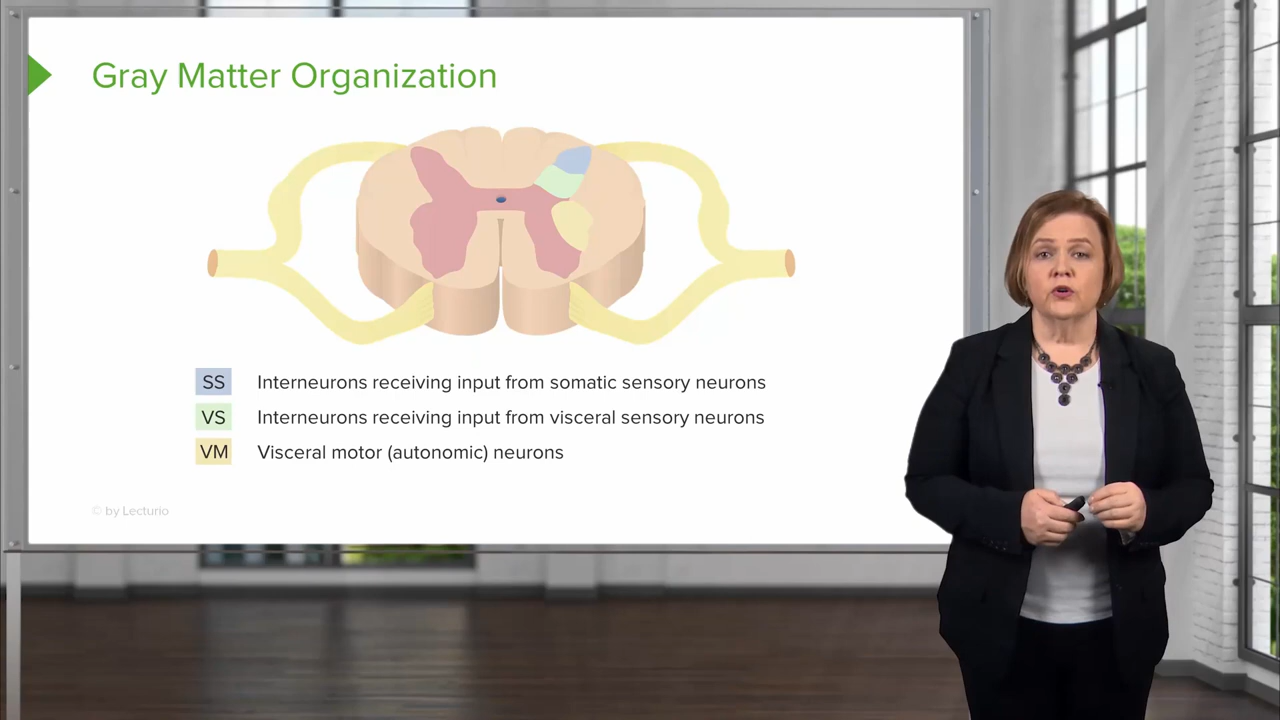 Gray Matter Organization
SS Interneurons receiving input from somatic sensory neurons
VS Interneurons receiving input from visceral sensory neurons
VM Visceral motor (autonomic) neurons
© by Lecturio